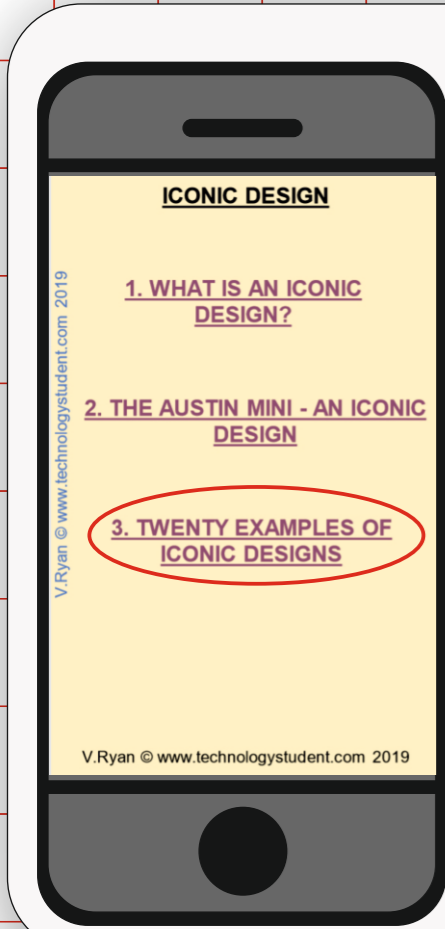 ICONIC DESIGN
1. WHAT IS AN ICONIC
DESIGN?
2. THE AUSTIN MINI - AN ICONIC
DESIGN
3. TWENTY EXAMPLES OF
ICONIC DESIGNS
V.Ryan © www.technologystudent.com 2019
V.Ryan © www.technologystudent.com 2019